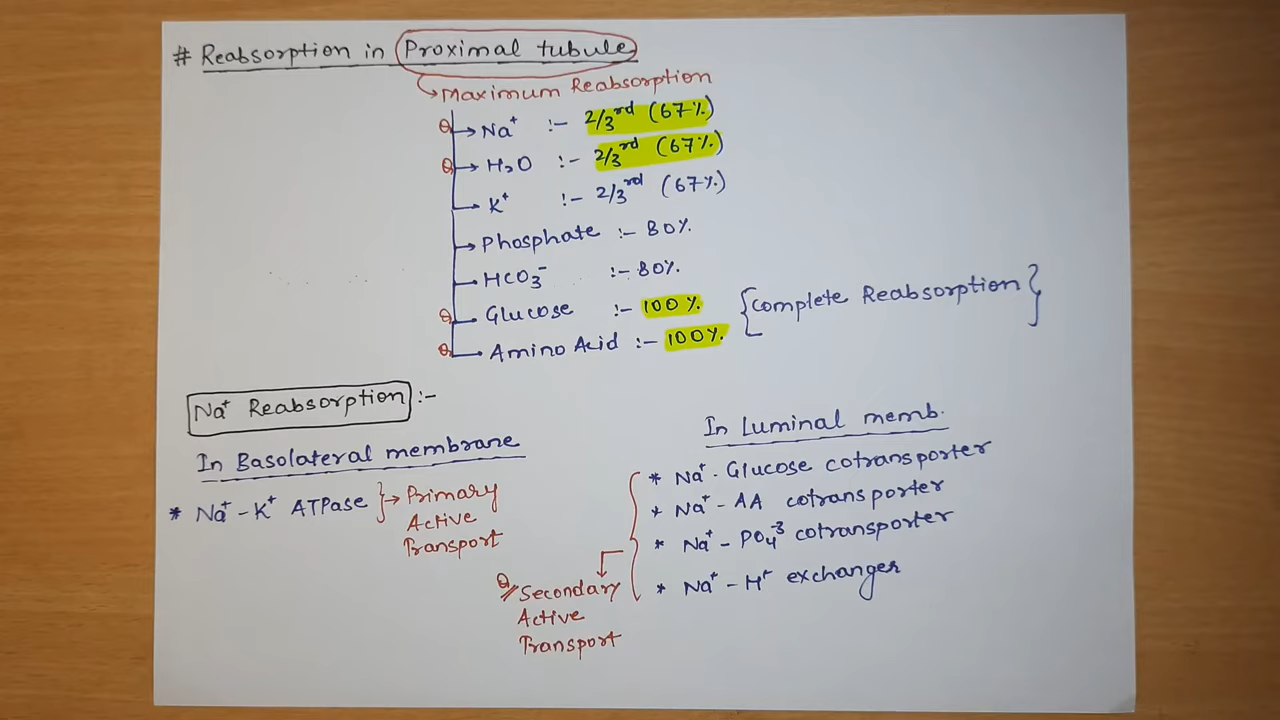 # Reabsorption in Proximal tubule
Maximum Reabsorption
Q Na⁺ :- 2/3ʳᵈ (67%)
Q H₂O :- 2/3ʳᵈ (67%)
K⁺ :- 2/3ʳᵈ (67%)
Phosphate :- 80%
HCO₃⁻ :- 80%.
Q Glucose :- 100%
Q Amino Acid :- 100%.
{Complete Reabsorption}
Na⁺ Reabsorption :-
In Basolateral membrane
* Na⁺-K⁺ ATPase }→ Primary
Active
Transport
In Luminal memb.
* Na⁺-Glucose cotransporter
* Na⁺-AA cotransporter
* Na⁺-PO₄⁻³ cotransporter
* Na⁺-H⁺ exchanger
Q Secondary
Active
Transport